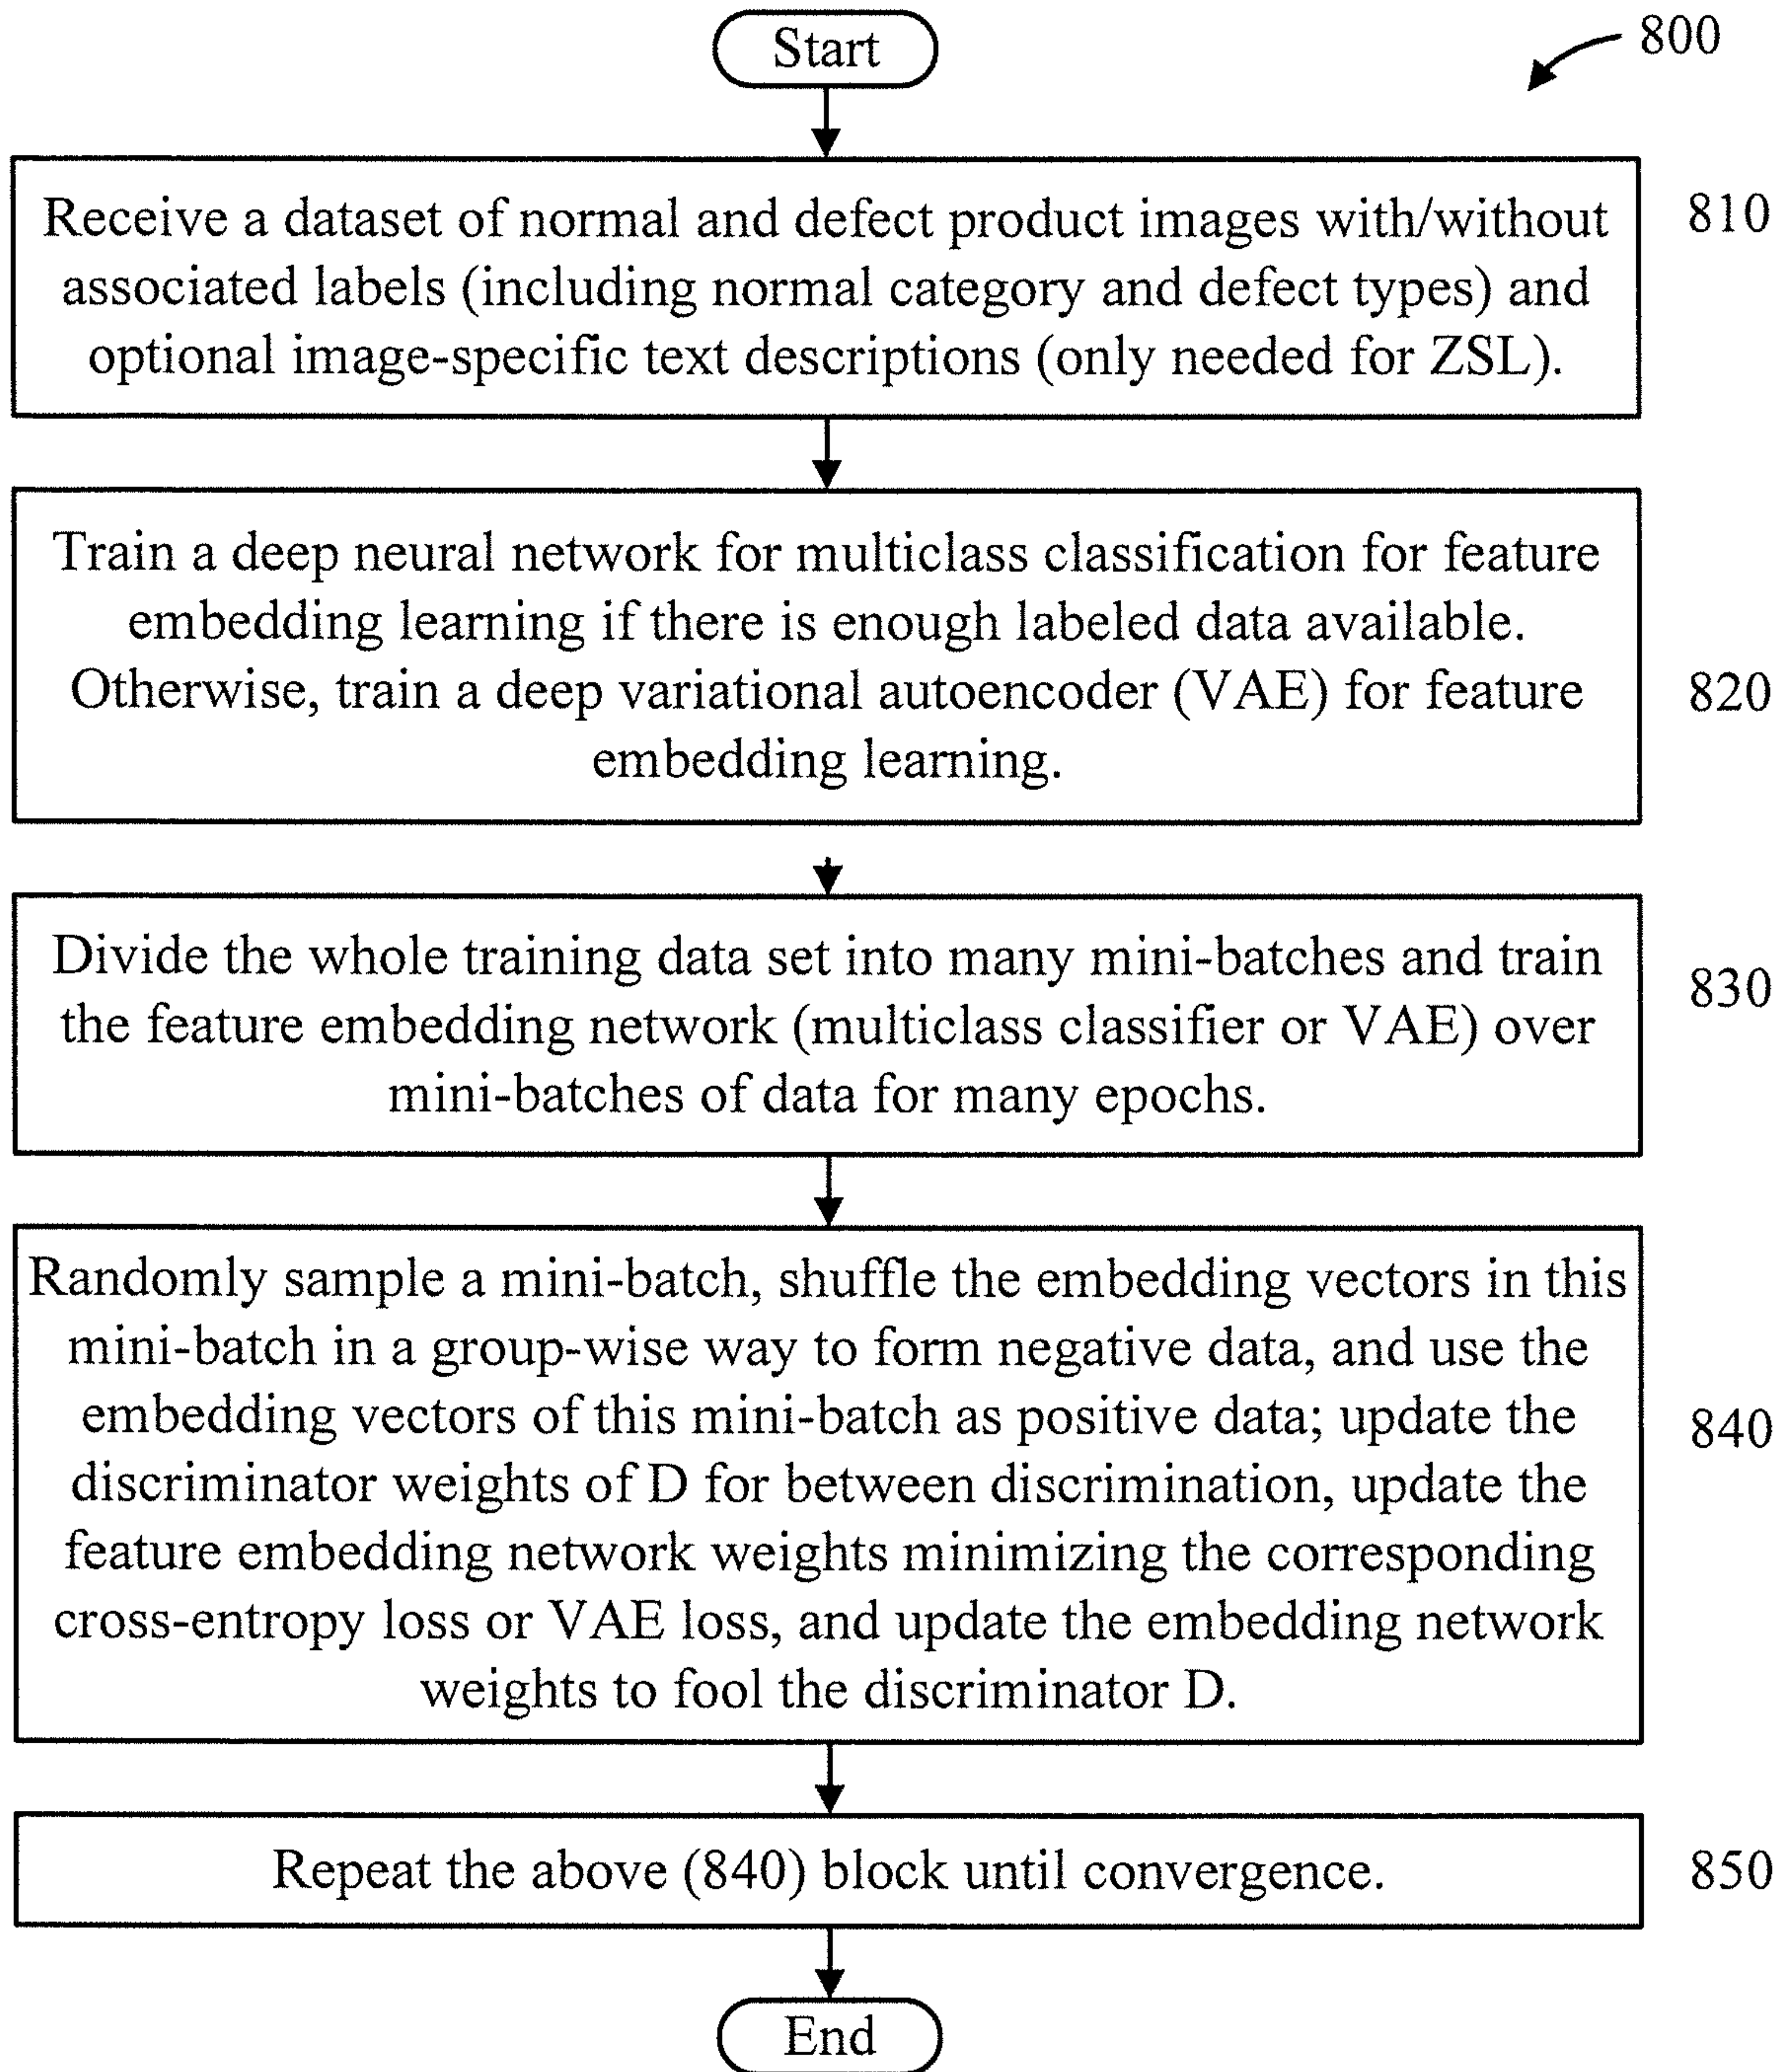 Start
800
Receive a dataset of normal and defect product images with/without
associated labels (including normal category and defect types) and
optional image-specific text descriptions (only needed for ZSL).
810
Train a deep neural network for multiclass classification for feature
embedding learning if there is enough labeled data available.
Otherwise, train a deep variational autoencoder (VAE) for feature
embedding learning.
820
Divide the whole training data set into many mini-batches and train
the feature embedding network (multiclass classifier or VAE) over
mini-batches of data for many epochs.
830
Randomly sample a mini-batch, shuffle the embedding vectors in this
mini-batch in a group-wise way to form negative data, and use the
embedding vectors of this mini-batch as positive data; update the
discriminator weights of D for between discrimination, update the
feature embedding network weights minimizing the corresponding
cross-entropy loss or VAE loss, and update the embedding network
weights to fool the discriminator D.
840
Repeat the above (840) block until convergence.
850
End